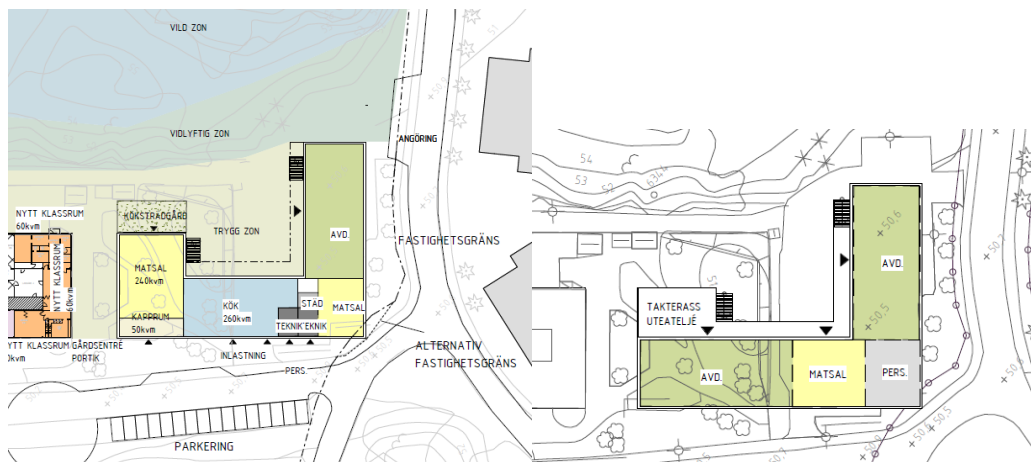 VILD ZON
VIDLYFTIG ZON
ANGÖRING
NYTT KLASSRUM
60kvm
KÖKSTRÄDGÅRD
TRYGG ZON
AVD.
FASTIGHETSGRÄNS
NYTT KLASSRUM
60kvm
MATSAL
240kvm
KÖK
260kvm
STÄD
MATSAL
KAPPRUM
50kvm
TEKNIK
TEKNIK
NYTT KLASSRUM
GÅRDSENTRÉ
PORTIK
INLASTNING
PERS.
ALTERNATIV
FASTIGHETSGRÄNS
PARKERING
54
53
52
+ 50,6
AVD.
+ 50,5
TAKTERASS
UTEATELJÉ
AVD.
MATSAL
PERS.